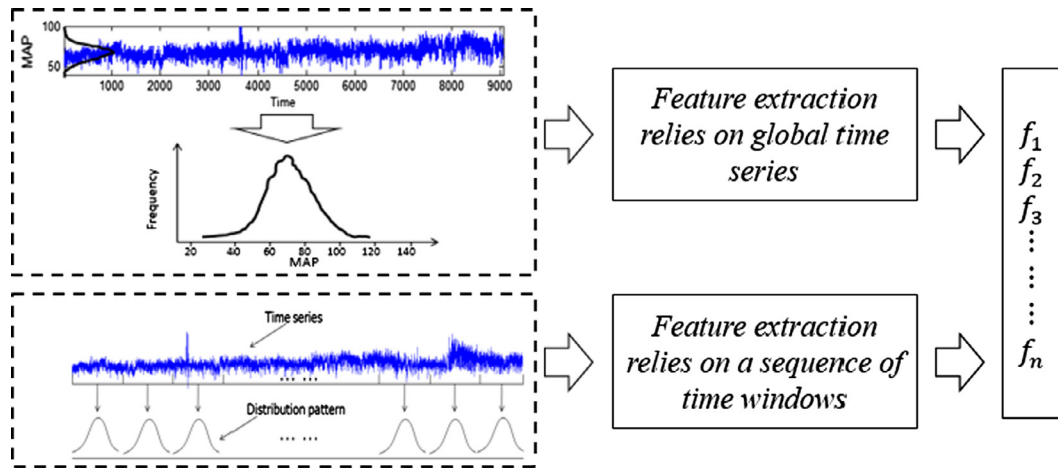 100
MAP
50
1000 2000 3000 4000 5000 6000 7000 8000 9000
Time
Frequency
20 40 60 80 100 120 140
MAP
Feature extraction
relies on global time
series
Time series
... ...
Distribution pattern
... ...
Feature extraction
relies on a sequence of
time windows
f1
f2
f3
⋮ ⋮ ⋮
fn